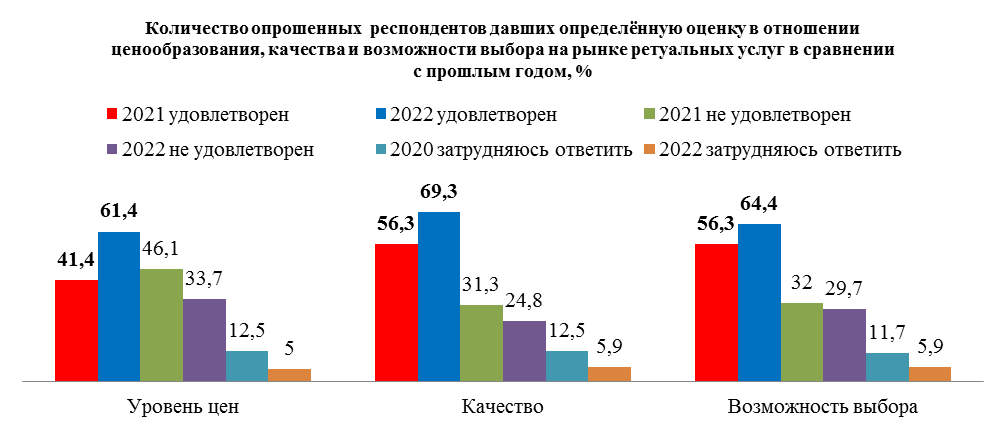 Количество опрошенных респондентов давших определённую оценку в отношении
ценообразования, качества и возможности выбора на рынке ретуальных услуг в сравнении
с прошлым годом, %
2021 удовлетворен
2022 удовлетворен
2021 не удовлетворен
2022 не удовлетворен
2020 затрудняюсь ответить
2022 затрудняюсь ответить
41,4
61,4
46,1
33,7
12,5
5
56,3
69,3
31,3
24,8
12,5
5,9
56,3
64,4
32
29,7
11,7
5,9
Уровень цен
Качество
Возможность выбора